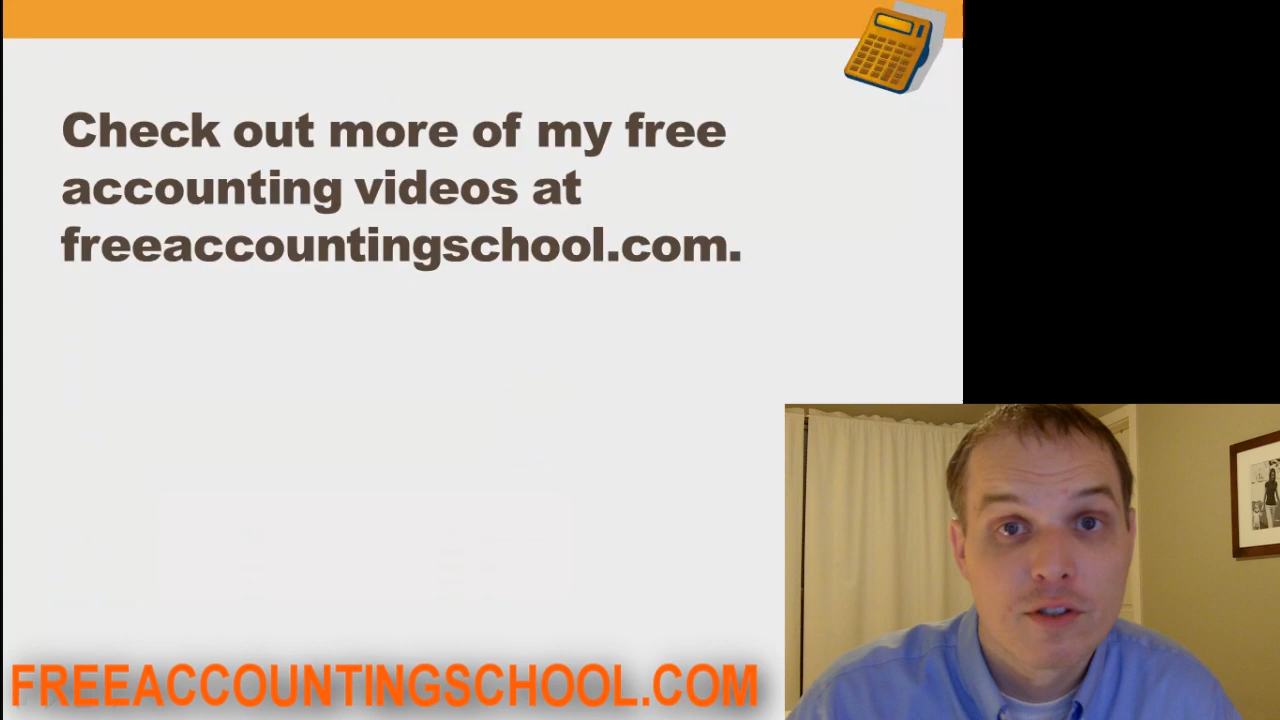 Check out more of my free
accounting videos at
freeaccountingschool.com.
FREEACCOUNTINGSCHOOL.COM